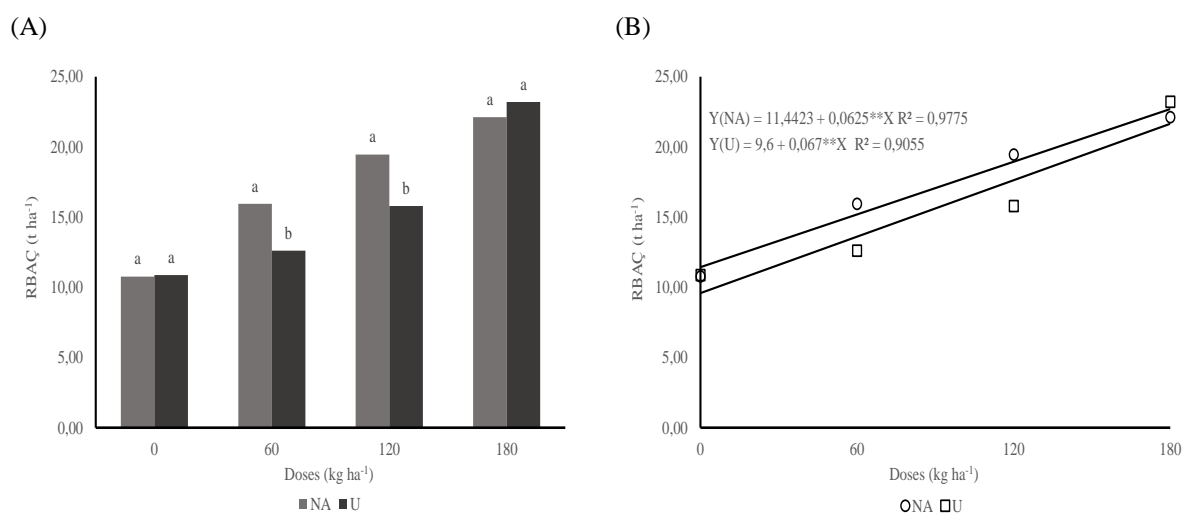 (A)
25,00
20,00
15,00
10,00
5,00
0,00
RBAÇ (t ha⁻¹)
a a
a b
a b
a a
0 60 120 180
Doses (kg ha⁻¹)
NA U
(B)
25,00
20,00
15,00
10,00
5,00
0,00
RBAÇ (t ha⁻¹)
Y(NA) = 11,4423 + 0,0625**X R² = 0,9775
Y(U) = 9,6 + 0,067**X R² = 0,9055
0 60 120 180
Doses (kg ha⁻¹)
NA U